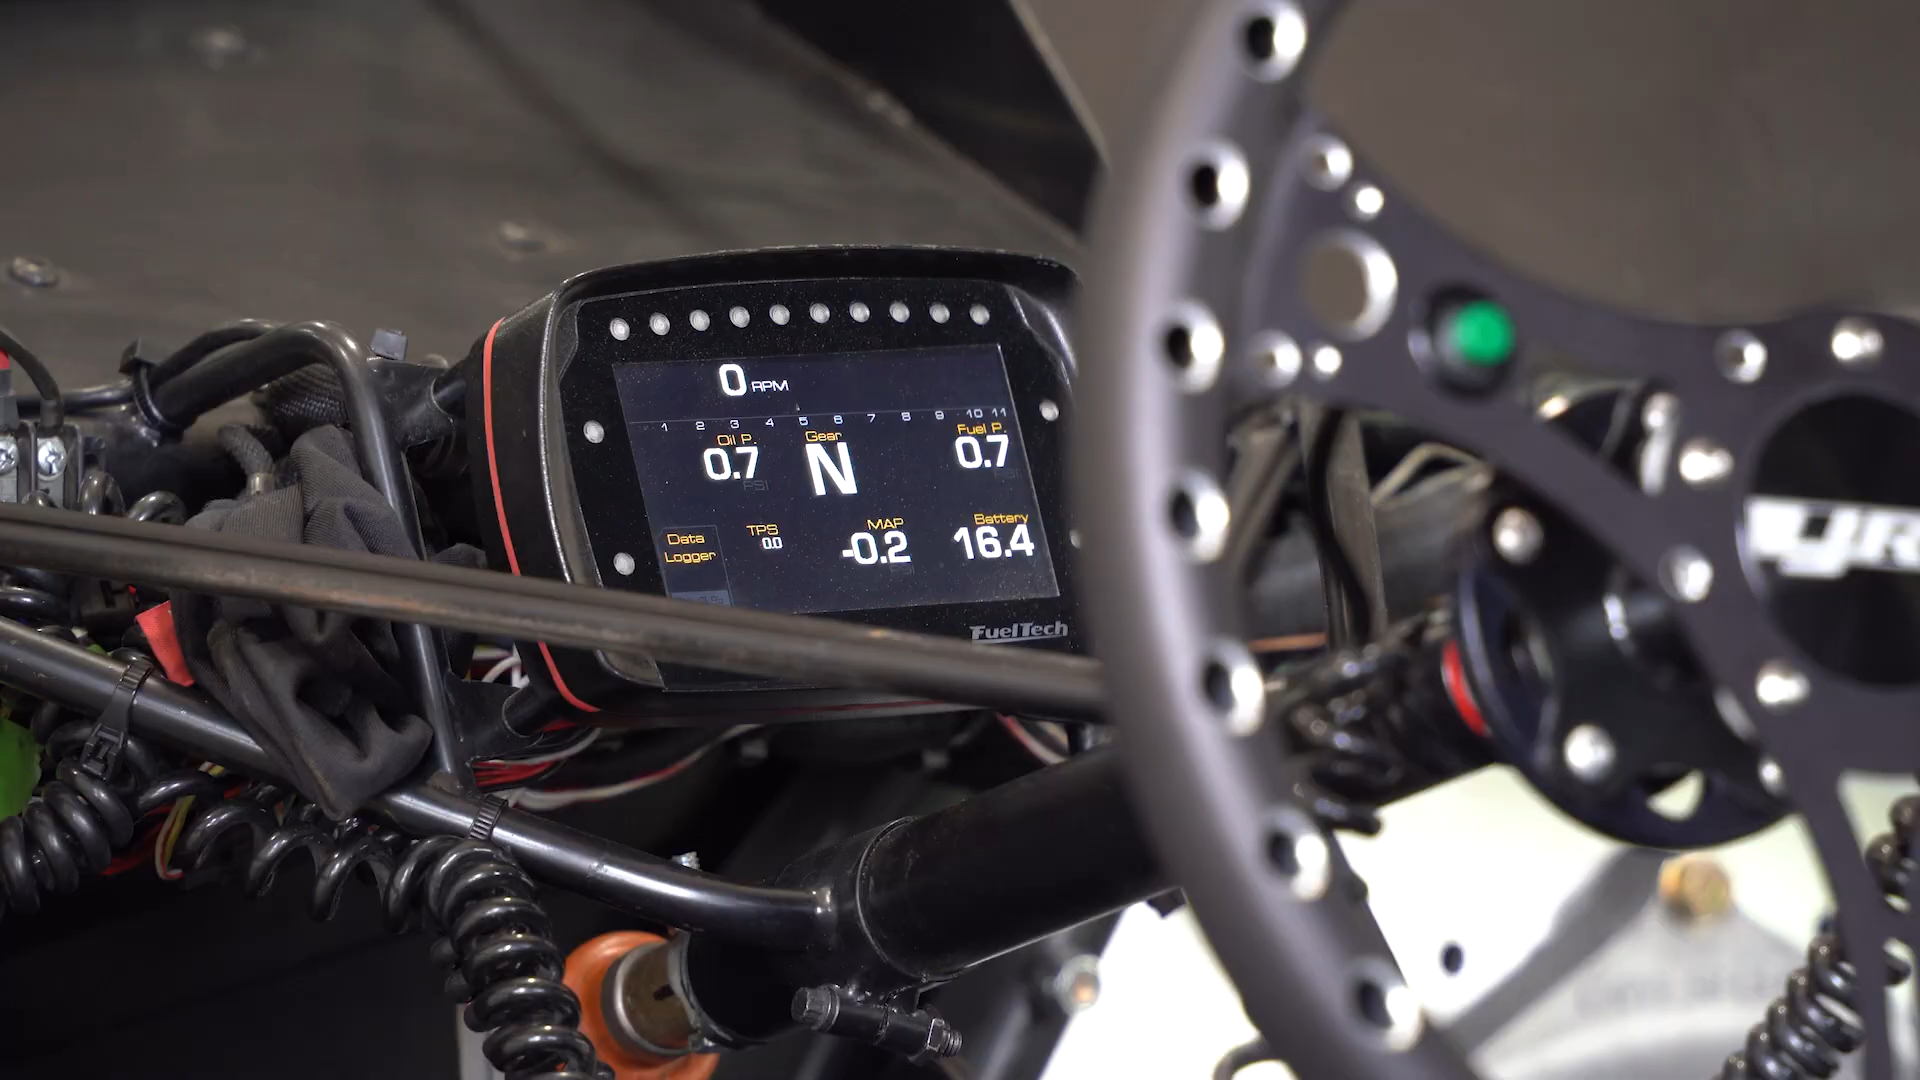 0 RPM
1 2 3 4 5 6 7 8 9 10 11
Oil P. Gear Fuel P.
0.7 N 0.7
PSI
Data
Logger
TPS MAP Battery
0.0 -0.2 16.4
FuelTech